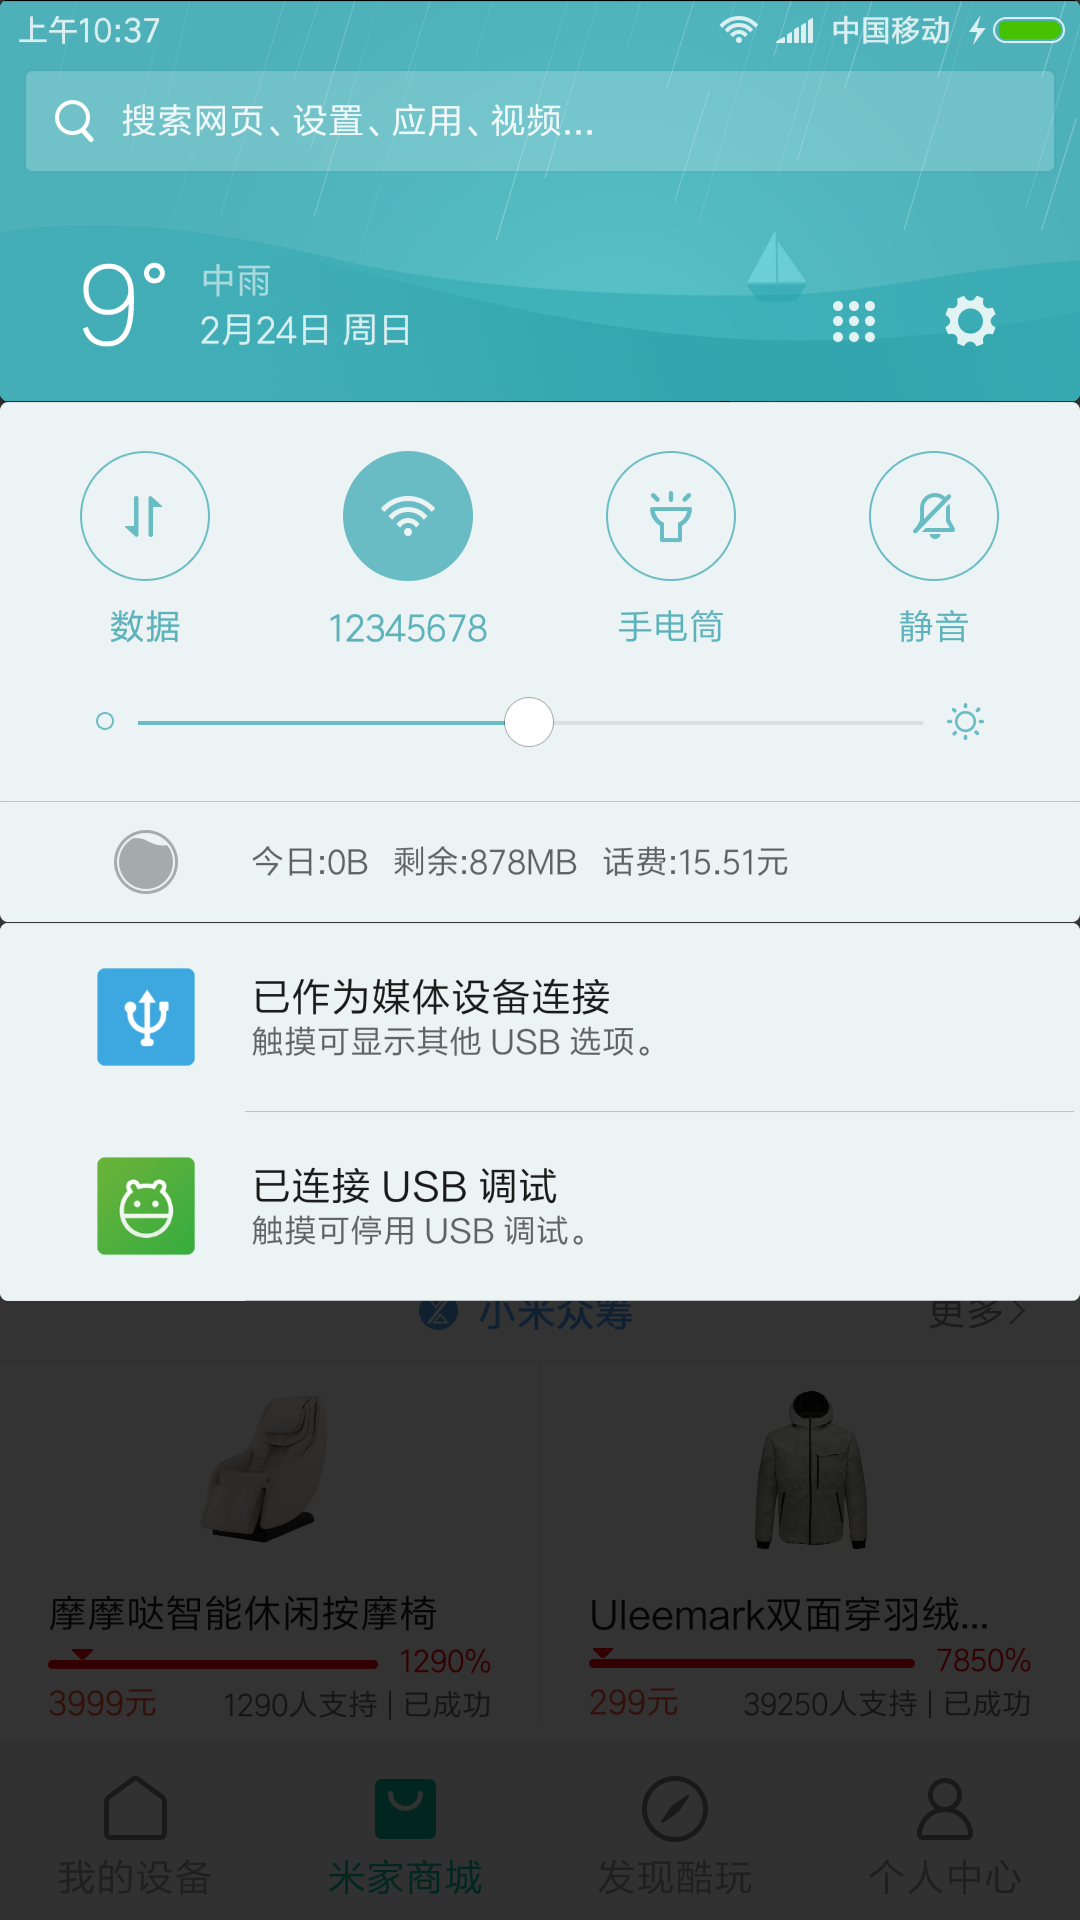 上午10:37 中国移动
搜索网页、设置、应用、视频...
9°
中雨
2月24日 周日
数据 12345678 手电筒 静音
今日:0B 剩余:878MB 话费:15.51元
已作为媒体设备连接
触摸可显示其他 USB 选项。
已连接 USB 调试
触摸可停用 USB 调试。
小米众筹 更多
摩摩哒智能休闲按摩椅 Uleemark双面穿羽绒...
1290% 7850%
3999元 1290人支持 | 已成功 299元 39250人支持 | 已成功
我的设备 米家商城 发现酷玩 个人中心